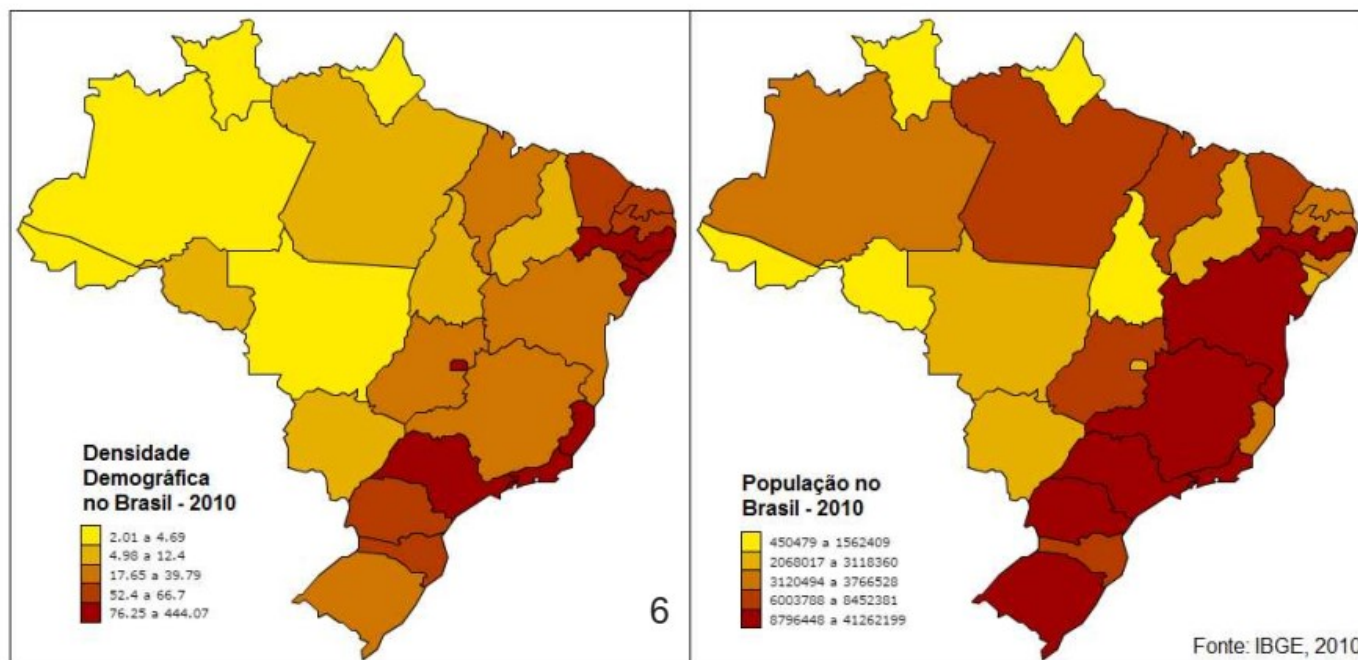 Densidade
Demográfica
no Brasil - 2010
2.01 a 4.69
4.98 a 12.4
17.65 a 39.79
52.4 a 66.7
76.25 a 444.07
6
População no
Brasil - 2010
450479 a 1562409
2068017 a 3118360
3120494 a 3766528
6003788 a 8452381
8796448 a 41262199
Fonte: IBGE, 2010